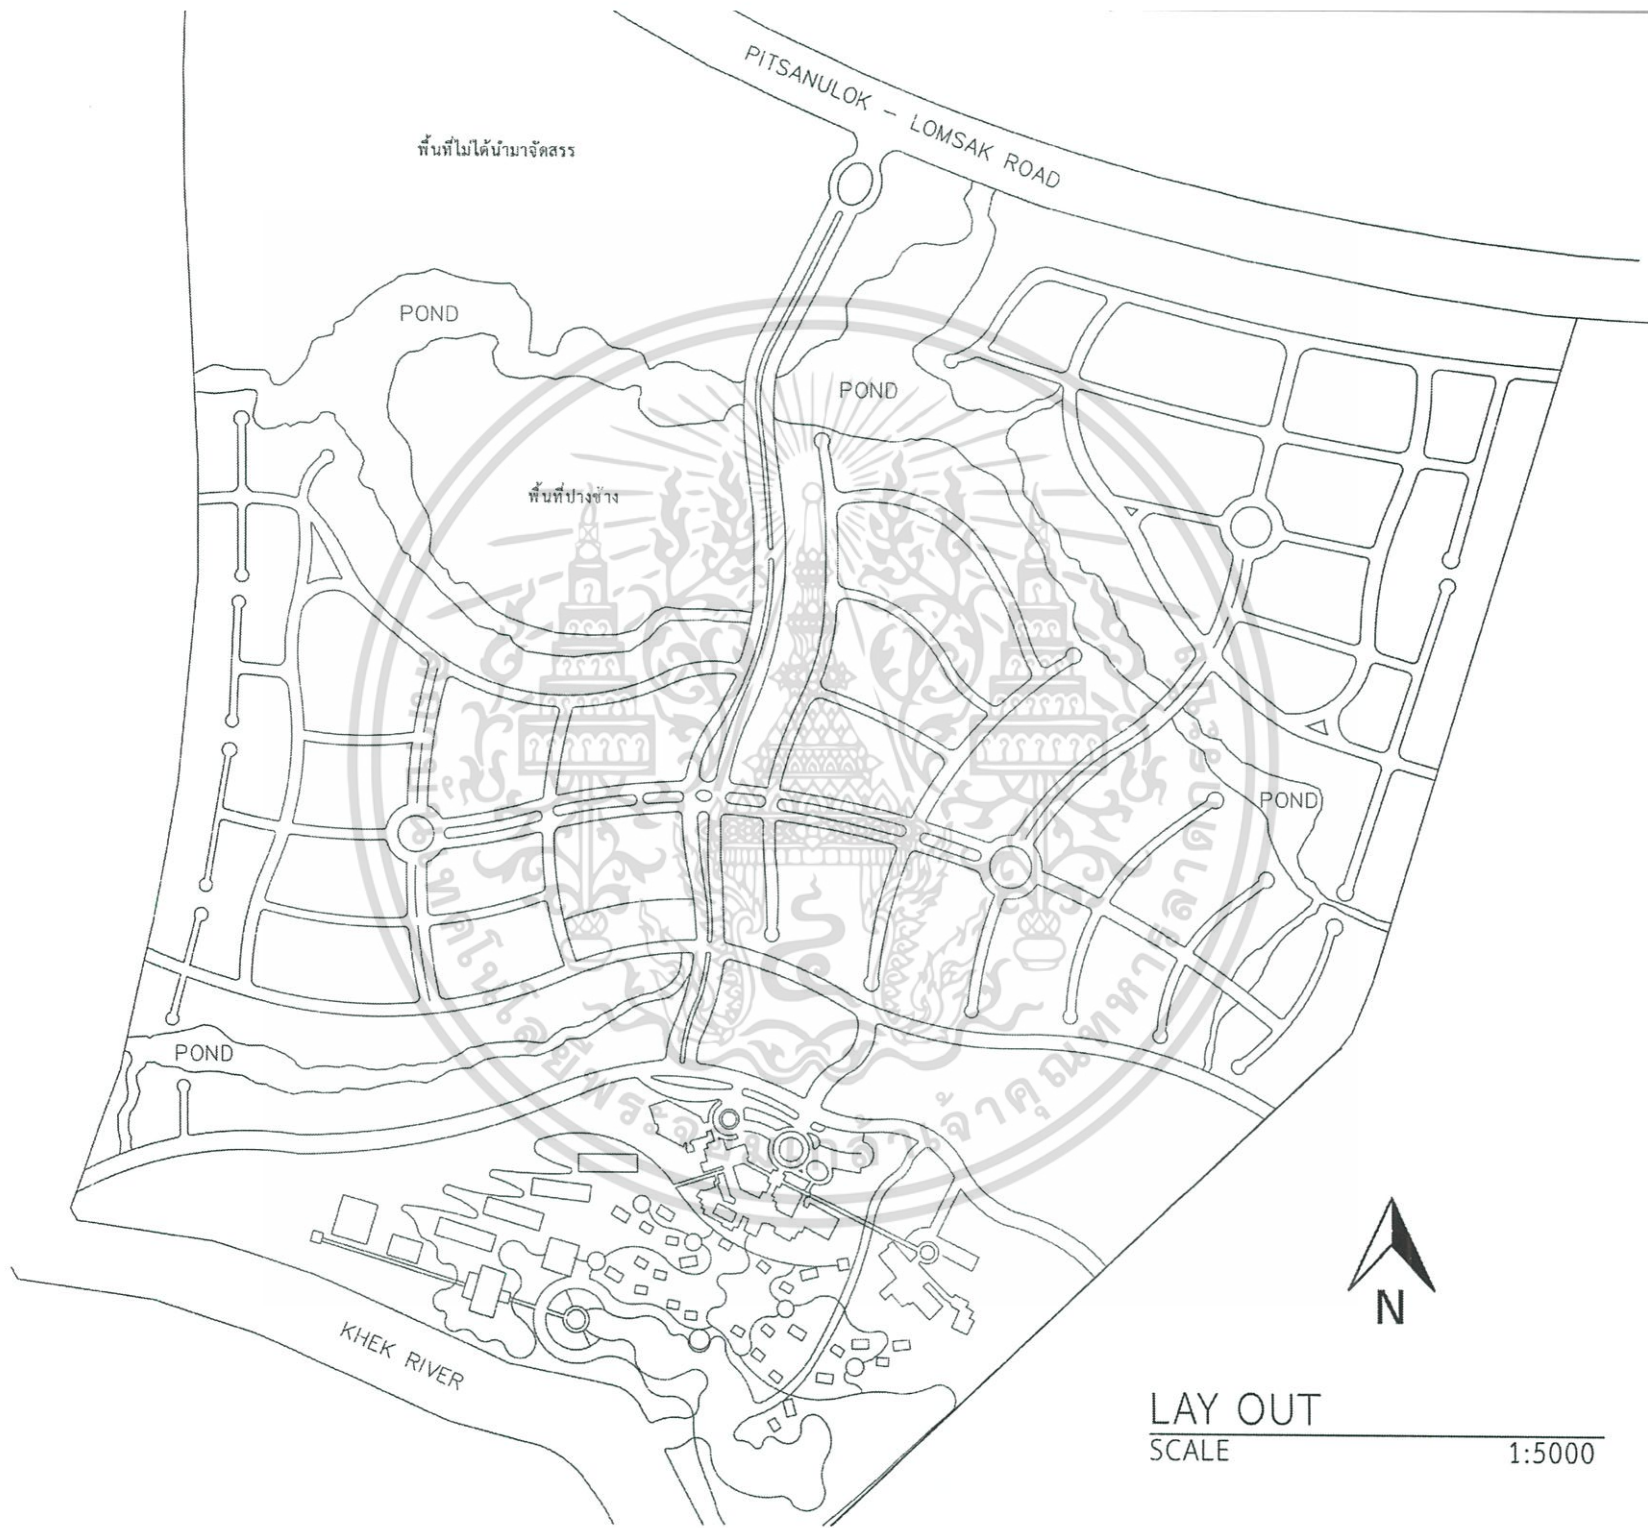 PITSANULOK - LOMSAK ROAD
พื้นที่ไม่ได้นำมาจัดสรร
POND
POND
พื้นที่ปางช้าง
POND
POND
KHEK RIVER
N
LAY OUT
SCALE 1:5000